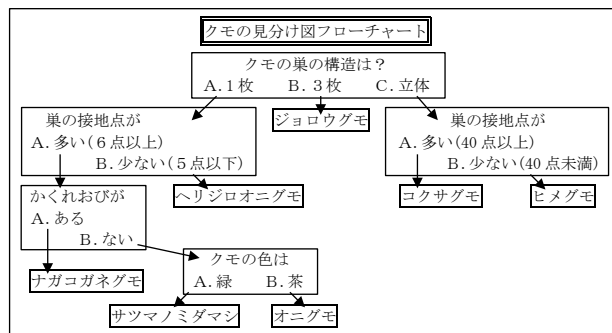 クモの見分け図フローチャート
クモの巣の構造は？
A.1枚　B.3枚　C.立体
巣の接地点が
A.多い(6点以上)
B.少ない(5点以下)
ジョロウグモ
巣の接地点が
A.多い(40点以上)
B.少ない(40点未満)
かくれおびが
A.ある
B.ない
ヘリジロオニグモ
コクサグモ
ヒメグモ
クモの色は
A.緑　B.茶
ナガコガネグモ
サツマノミダマシ
オニグモ